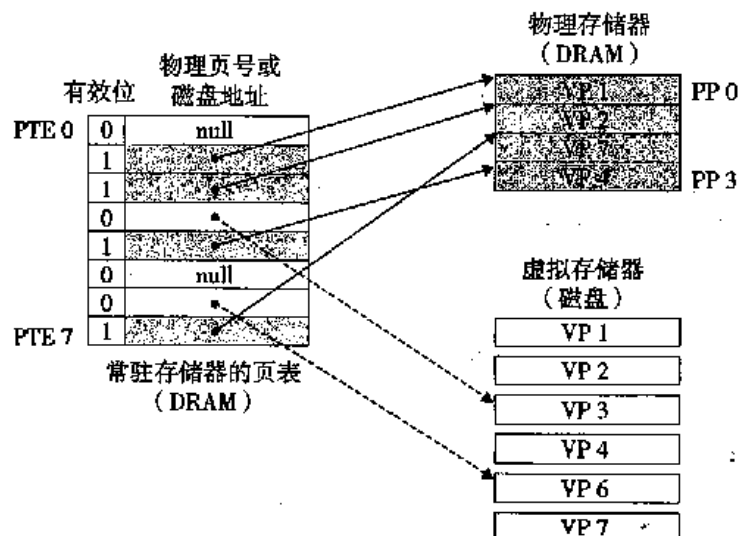 物理页号或
磁盘地址
有效位
PTE 0
0
null
1
1
0
1
0
null
0
PTE 7
1
常驻存储器的页表
（DRAM）
物理存储器
（DRAM）
VP 1
PP 0
VP 2
VP 7
VP 4
PP 3
虚拟存储器
（磁盘）
VP 1
VP 2
VP 3
VP 4
VP 6
VP 7